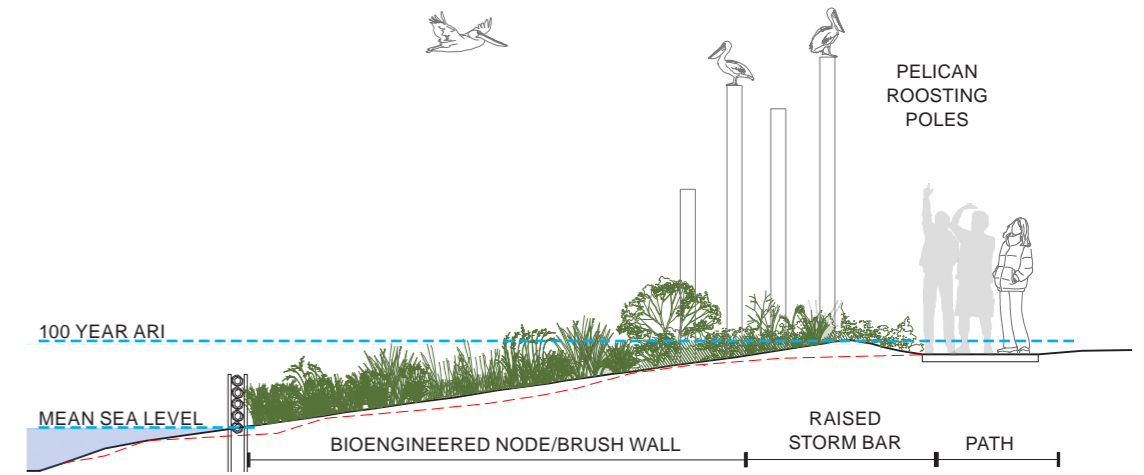 PELICAN
ROOSTING
POLES
100 YEAR ARI
MEAN SEA LEVEL
BIOENGINEERED NODE/BRUSH WALL
RAISED
STORM BAR
PATH